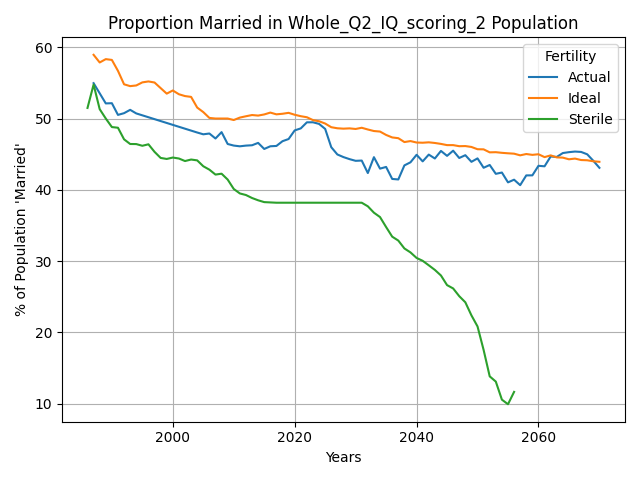 Proportion Married in Whole_Q2_IQ_scoring_2 Population
Fertility
Actual
Ideal
Sterile
% of Population 'Married'
60
50
40
30
20
10
2000
2020
2040
2060
Years